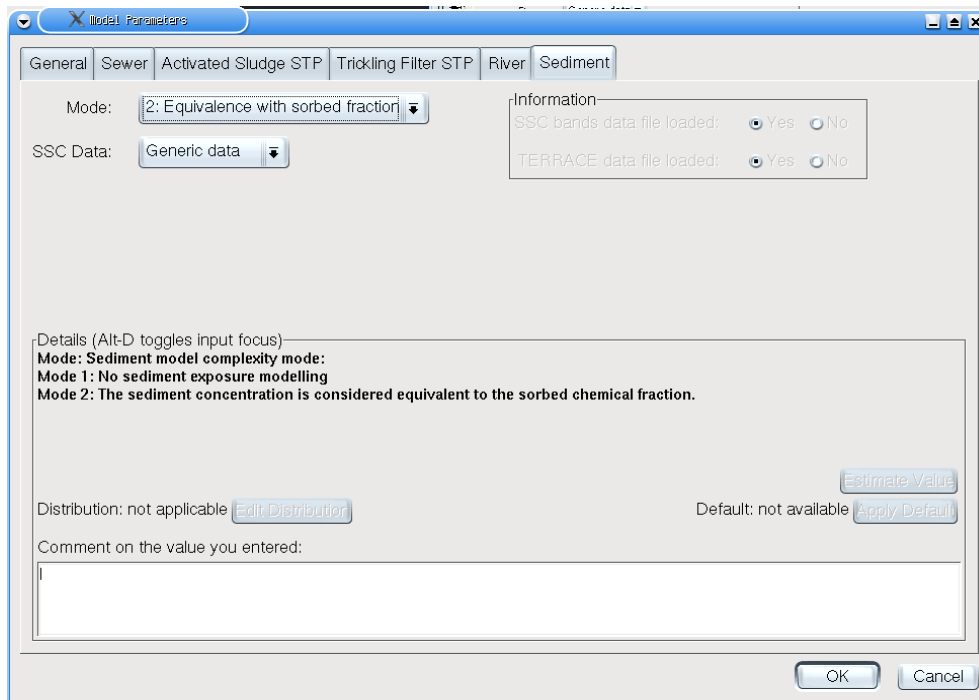 Generic data
Model Parameters
General Sewer Activated Sludge STP Trickling Filter STP River Sediment
Mode: 2: Equivalence with sorbed fraction
Information
SSC bands data file loaded: Yes No
SSC Data: Generic data
TERRACE data file loaded: Yes No
Details (Alt-D toggles input focus)
Mode: Sediment model complexity mode:
Mode 1: No sediment exposure modelling
Mode 2: The sediment concentration is considered equivalent to the sorbed chemical fraction.
Estimate Value
Distribution: not applicable Edit Distribution Default: not available Apply Default
Comment on the value you entered:
OK Cancel